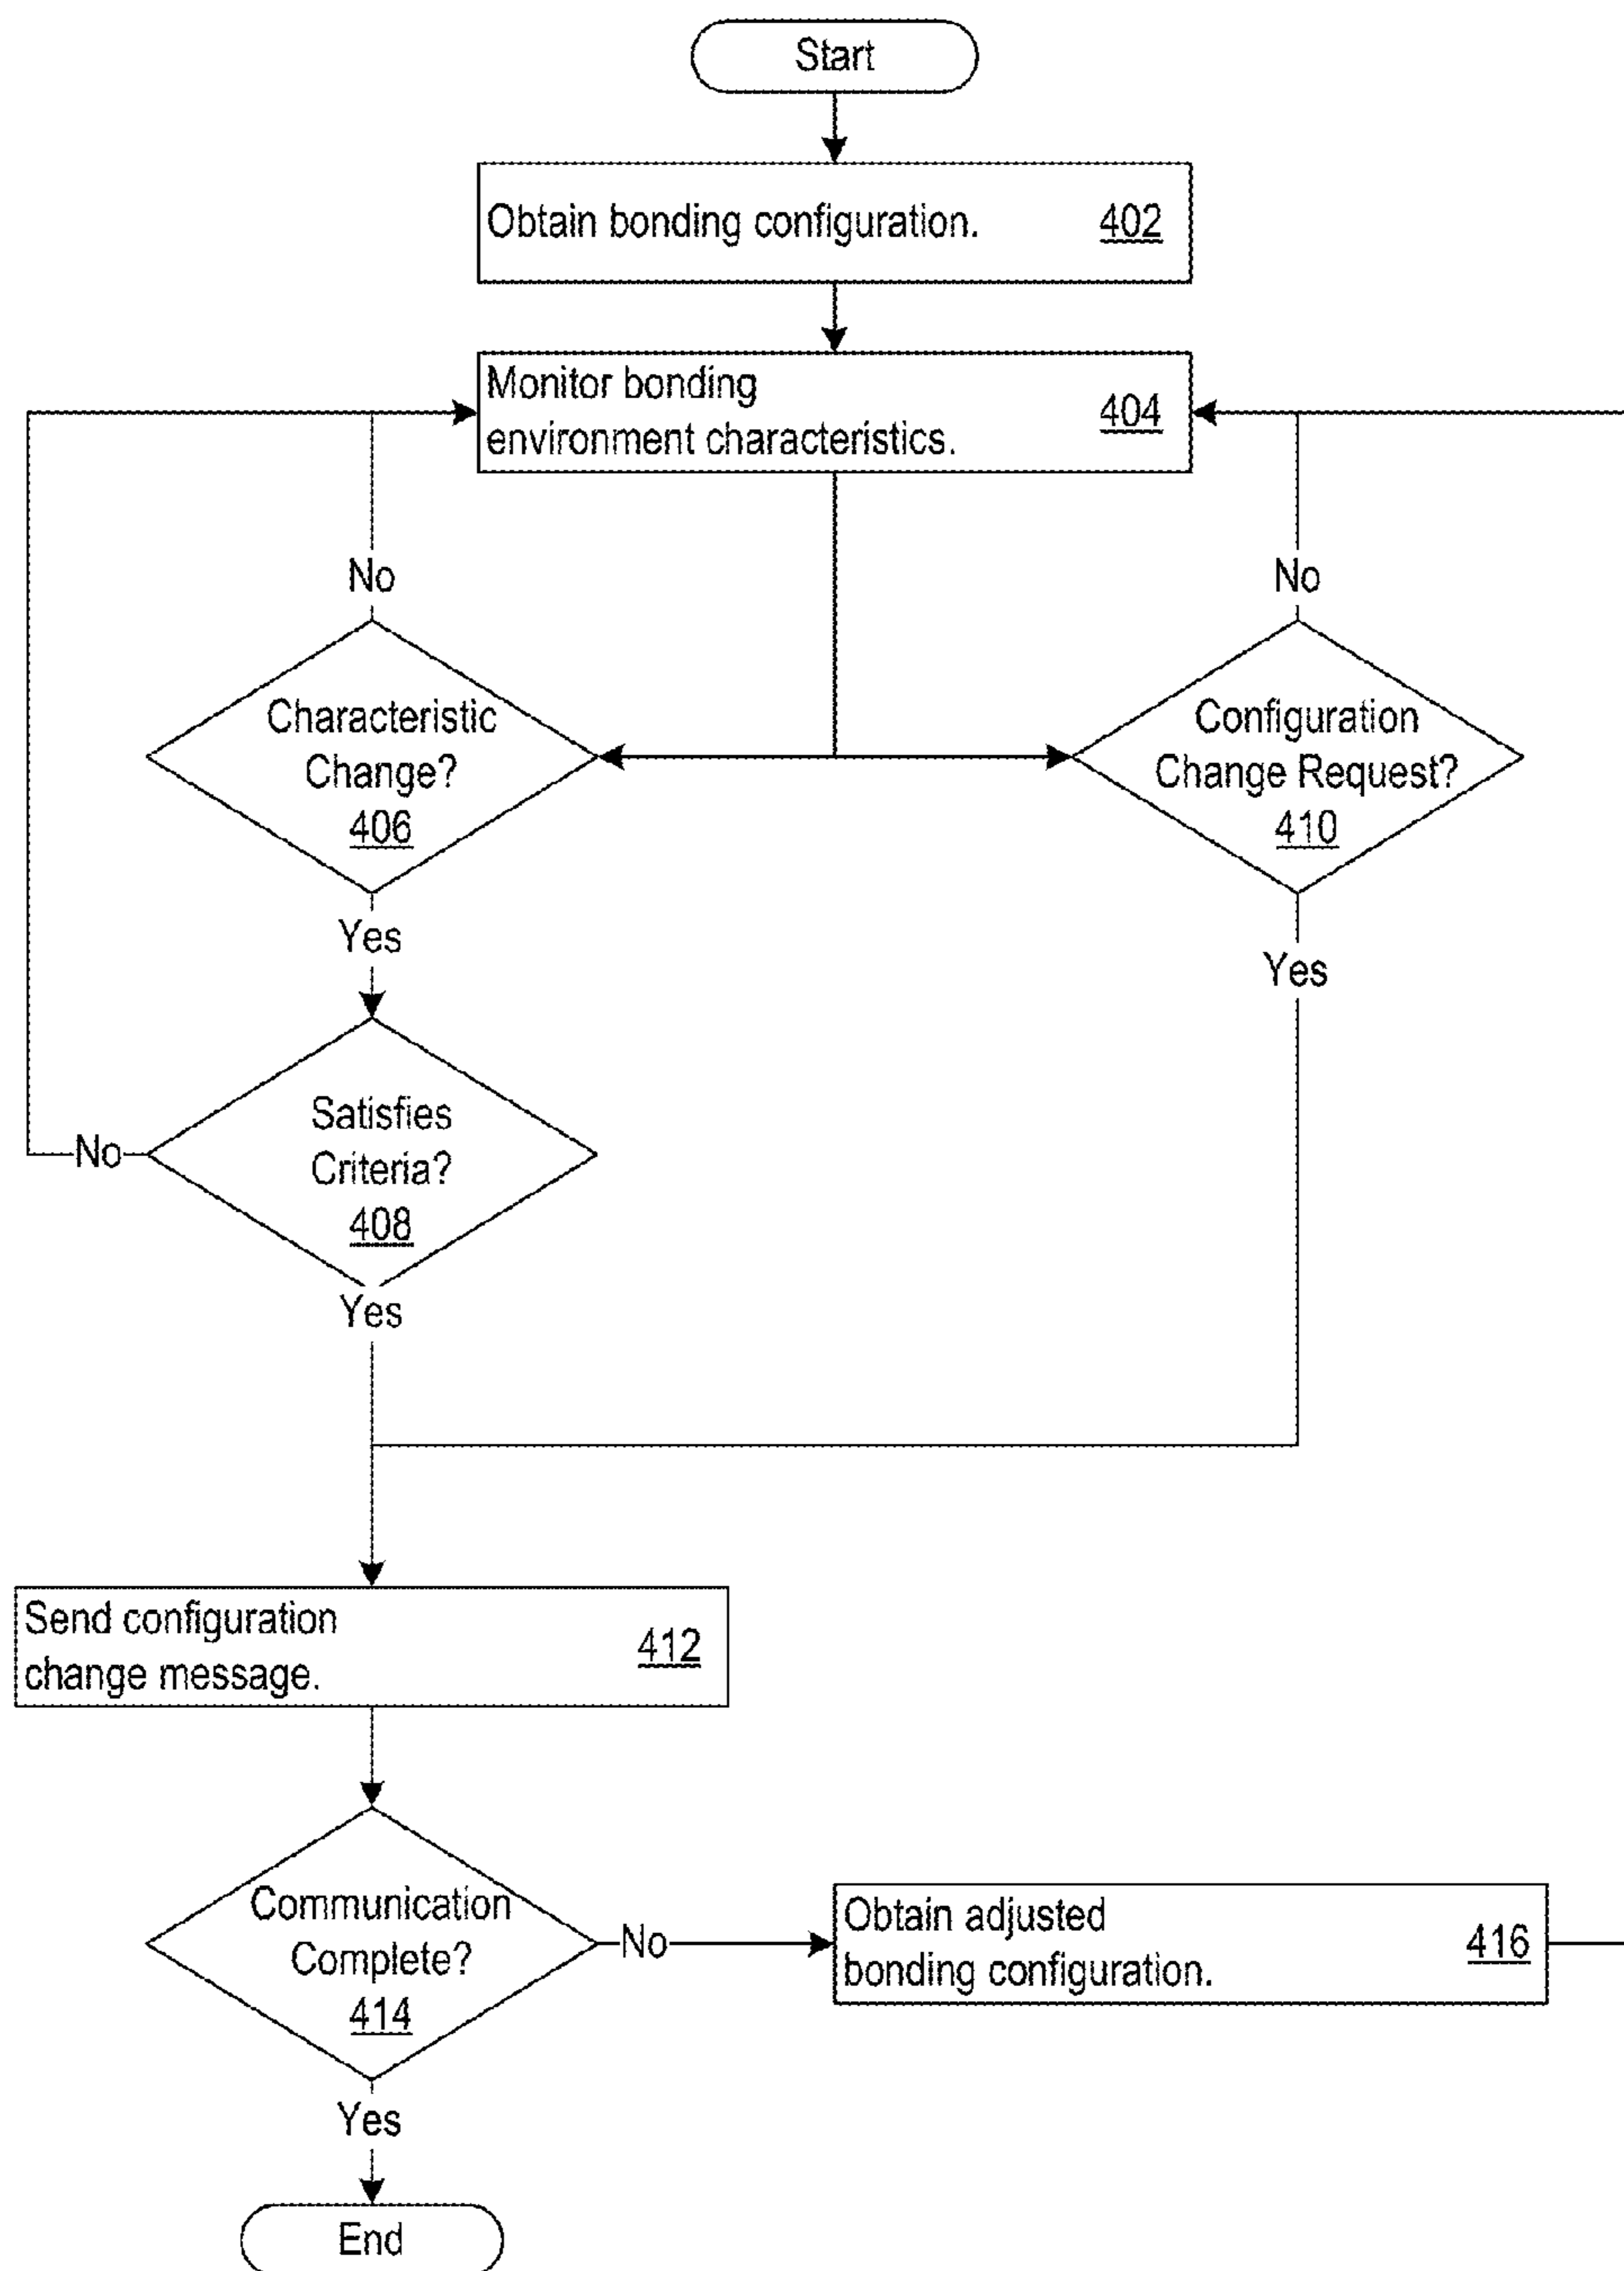 Start
Obtain bonding configuration. 402
Monitor bonding
environment characteristics. 404
No
No
Characteristic
Change?
406
Configuration
Change Request?
410
Yes
Yes
Satisfies
Criteria?
408
No
Yes
Send configuration
change message. 412
Communication
Complete?
414
No
Obtain adjusted
bonding configuration. 416
Yes
End